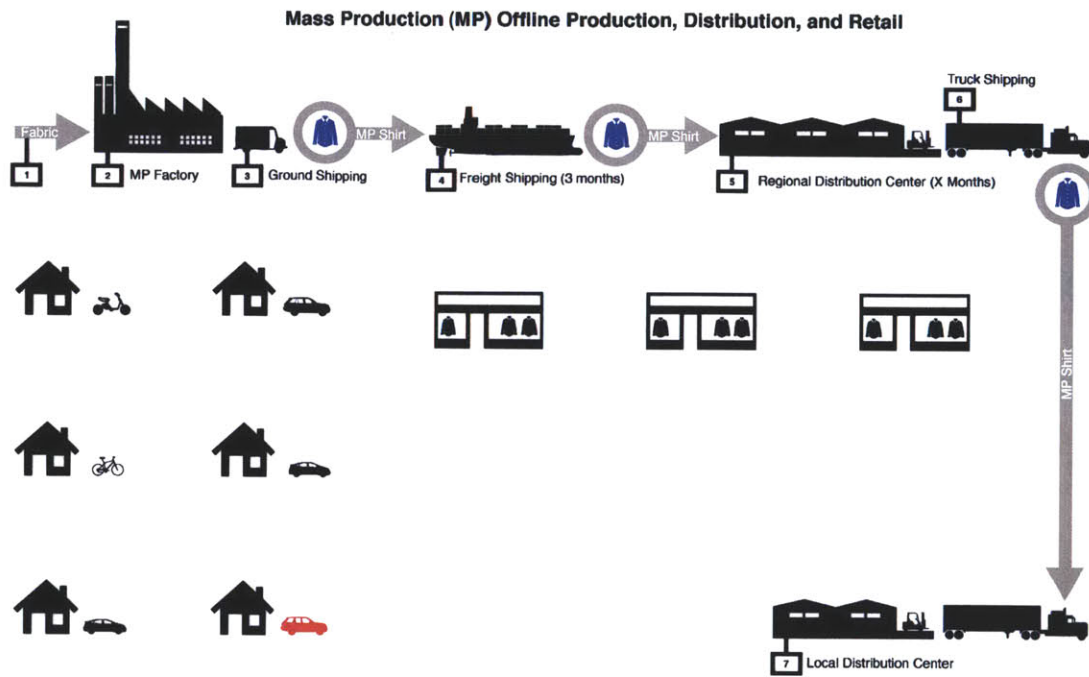 Mass Production (MP) Offline Production, Distribution, and Retail
Truck Shipping
6
Fabric
MP Shirt
MP Shirt
1
2 MP Factory
3 Ground Shipping
4 Freight Shipping (3 months)
5 Regional Distribution Center (X Months)
MP Shirt
7 Local Distribution Center